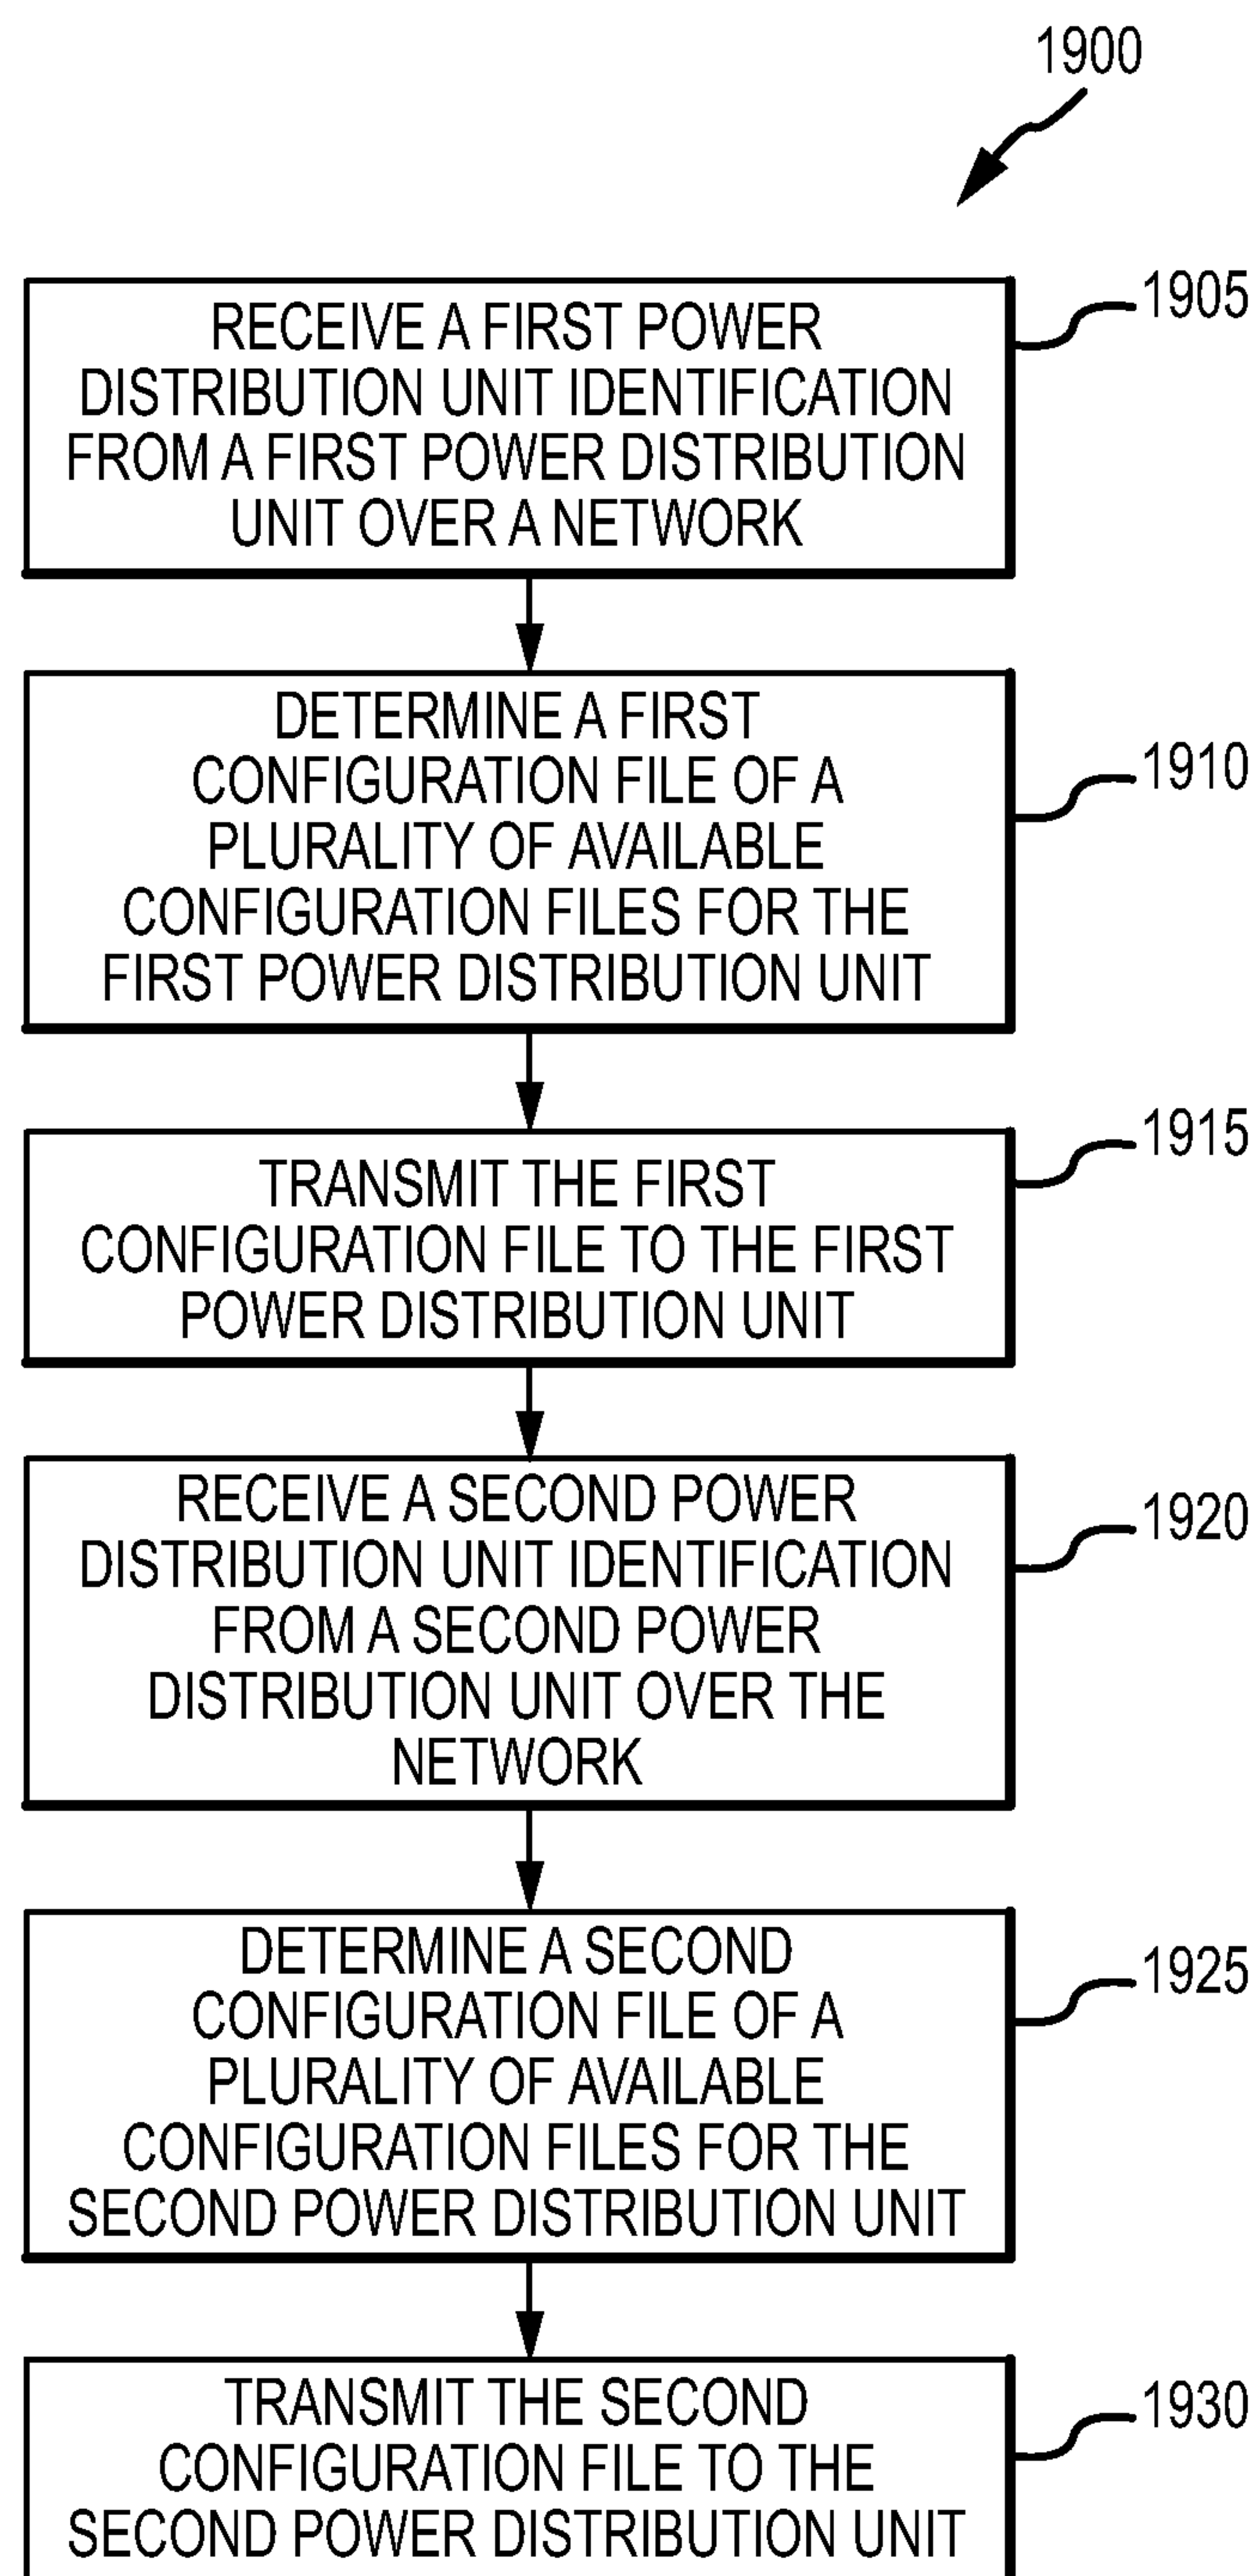 1900
RECEIVE A FIRST POWER
DISTRIBUTION UNIT IDENTIFICATION
FROM A FIRST POWER DISTRIBUTION
UNIT OVER A NETWORK
1905
DETERMINE A FIRST
CONFIGURATION FILE OF A
PLURALITY OF AVAILABLE
CONFIGURATION FILES FOR THE
FIRST POWER DISTRIBUTION UNIT
1910
TRANSMIT THE FIRST
CONFIGURATION FILE TO THE FIRST
POWER DISTRIBUTION UNIT
1915
RECEIVE A SECOND POWER
DISTRIBUTION UNIT IDENTIFICATION
FROM A SECOND POWER
DISTRIBUTION UNIT OVER THE
NETWORK
1920
DETERMINE A SECOND
CONFIGURATION FILE OF A
PLURALITY OF AVAILABLE
CONFIGURATION FILES FOR THE
SECOND POWER DISTRIBUTION UNIT
1925
TRANSMIT THE SECOND
CONFIGURATION FILE TO THE
SECOND POWER DISTRIBUTION UNIT
1930